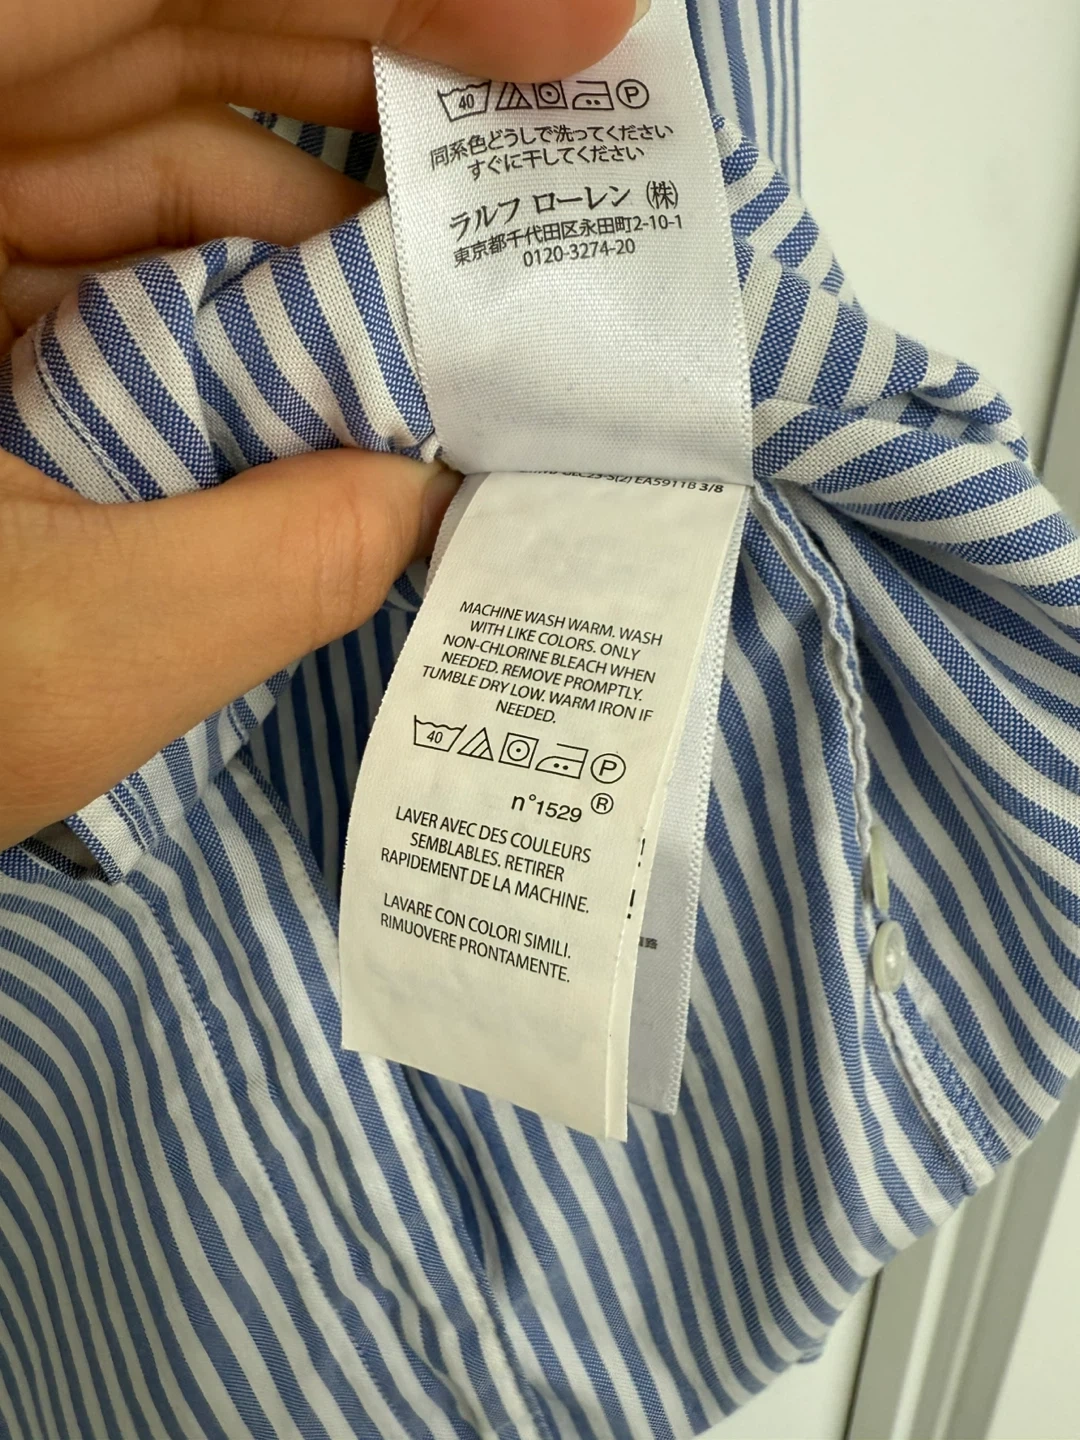 40 P
同系色どうしで洗ってください
すぐに干してください
ラルフ ローレン (株)
東京都千代田区永田町2-10-1
0120-3274-20
EA5911B 3/8
MACHINE WASH WARM. WASH
WITH LIKE COLORS. ONLY
NON-CHLORINE BLEACH WHEN
NEEDED. REMOVE PROMPTLY.
TUMBLE DRY LOW. WARM IRON IF
NEEDED.
40 P
n°1529 ®
LAVER AVEC DES COULEURS
SEMBLABLES. RETIRER
RAPIDEMENT DE LA MACHINE.
LAVARE CON COLORI SIMILI.
RIMUOVERE PRONTAMENTE.